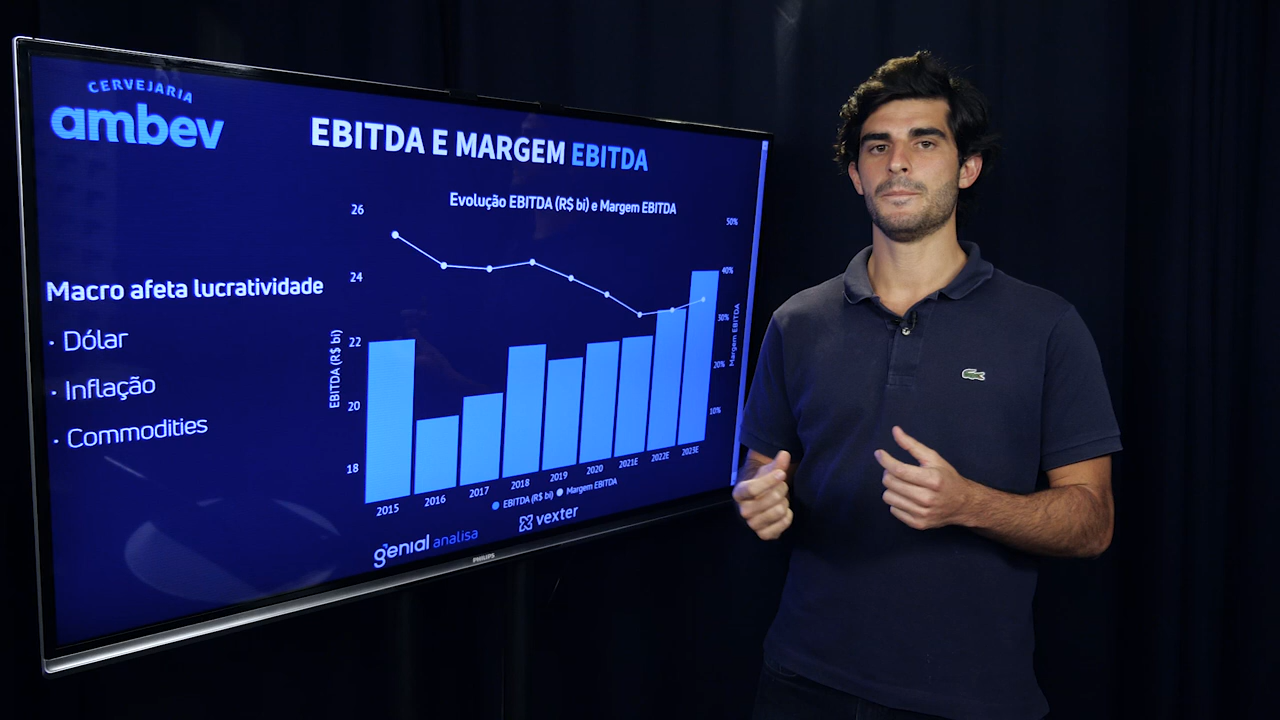 CERVEJARIA
ambev
EBITDA E MARGEM EBITDA
Evolução EBITDA (R$ bi) e Margem EBITDA
Macro afeta lucratividade
· Dólar
· Inflação
· Commodities
EBITDA (R$ bi)
26
24
22
20
18
50%
40%
30%
20%
10%
Margem EBITDA
2015 2016 2017 2018 2019 2020 2021E 2022E 2023E
EBITDA (R$ bi) Margem EBITDA
genial analisa
vexter
PHILIPS